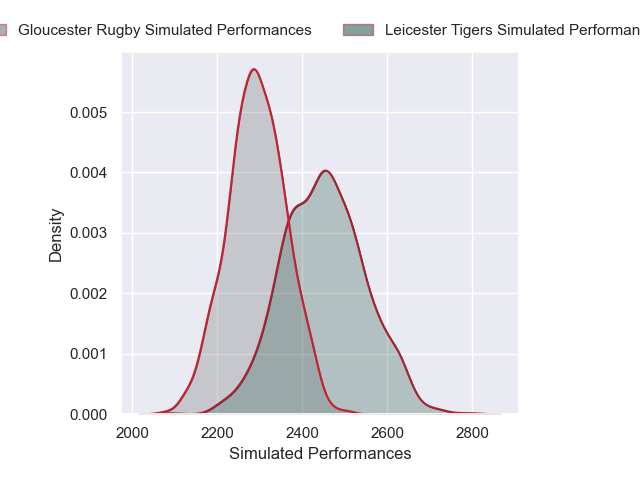 Gloucester Rugby Simulated Performances
Leicester Tigers Simulated Performan
0.005
0.004
0.003
0.002
0.001
0.000
Density
2000 2200 2400 2600 2800
Simulated Performances